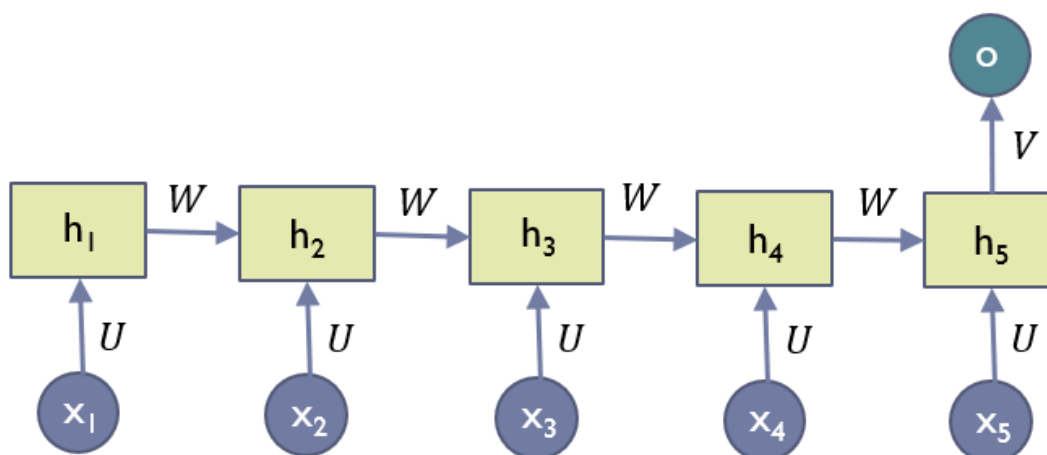 o
V
W W W W
h₁ h₂ h₃ h₄ h₅
U U U U U
x₁ x₂ x₃ x₄ x₅